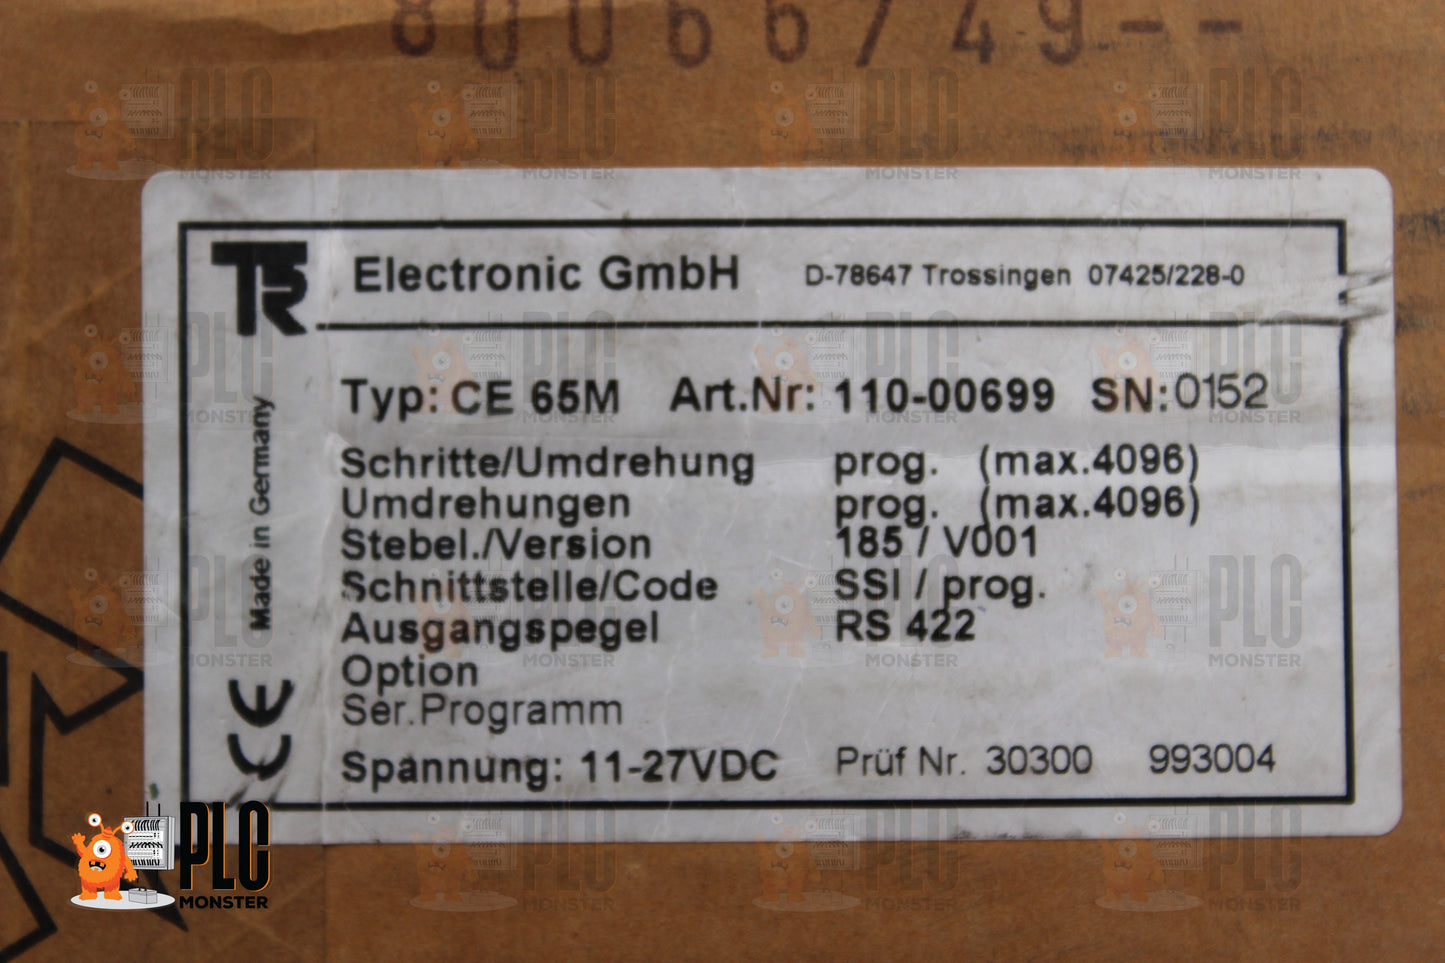 80066749--
TR Electronic GmbH D-78647 Trossingen 07425/228-0
Typ: CE 65M Art.Nr: 110-00699 SN:0152
Schritte/Umdrehung prog. (max.4096)
Umdrehungen prog. (max.4096)
Stebel./Version 185 / V001
Schnittstelle/Code SSI / prog.
Ausgangspegel RS 422
Option
Ser.Programm
Spannung: 11-27VDC Prüf Nr. 30300 993004
Made in Germany
CE
PLC
MONSTER